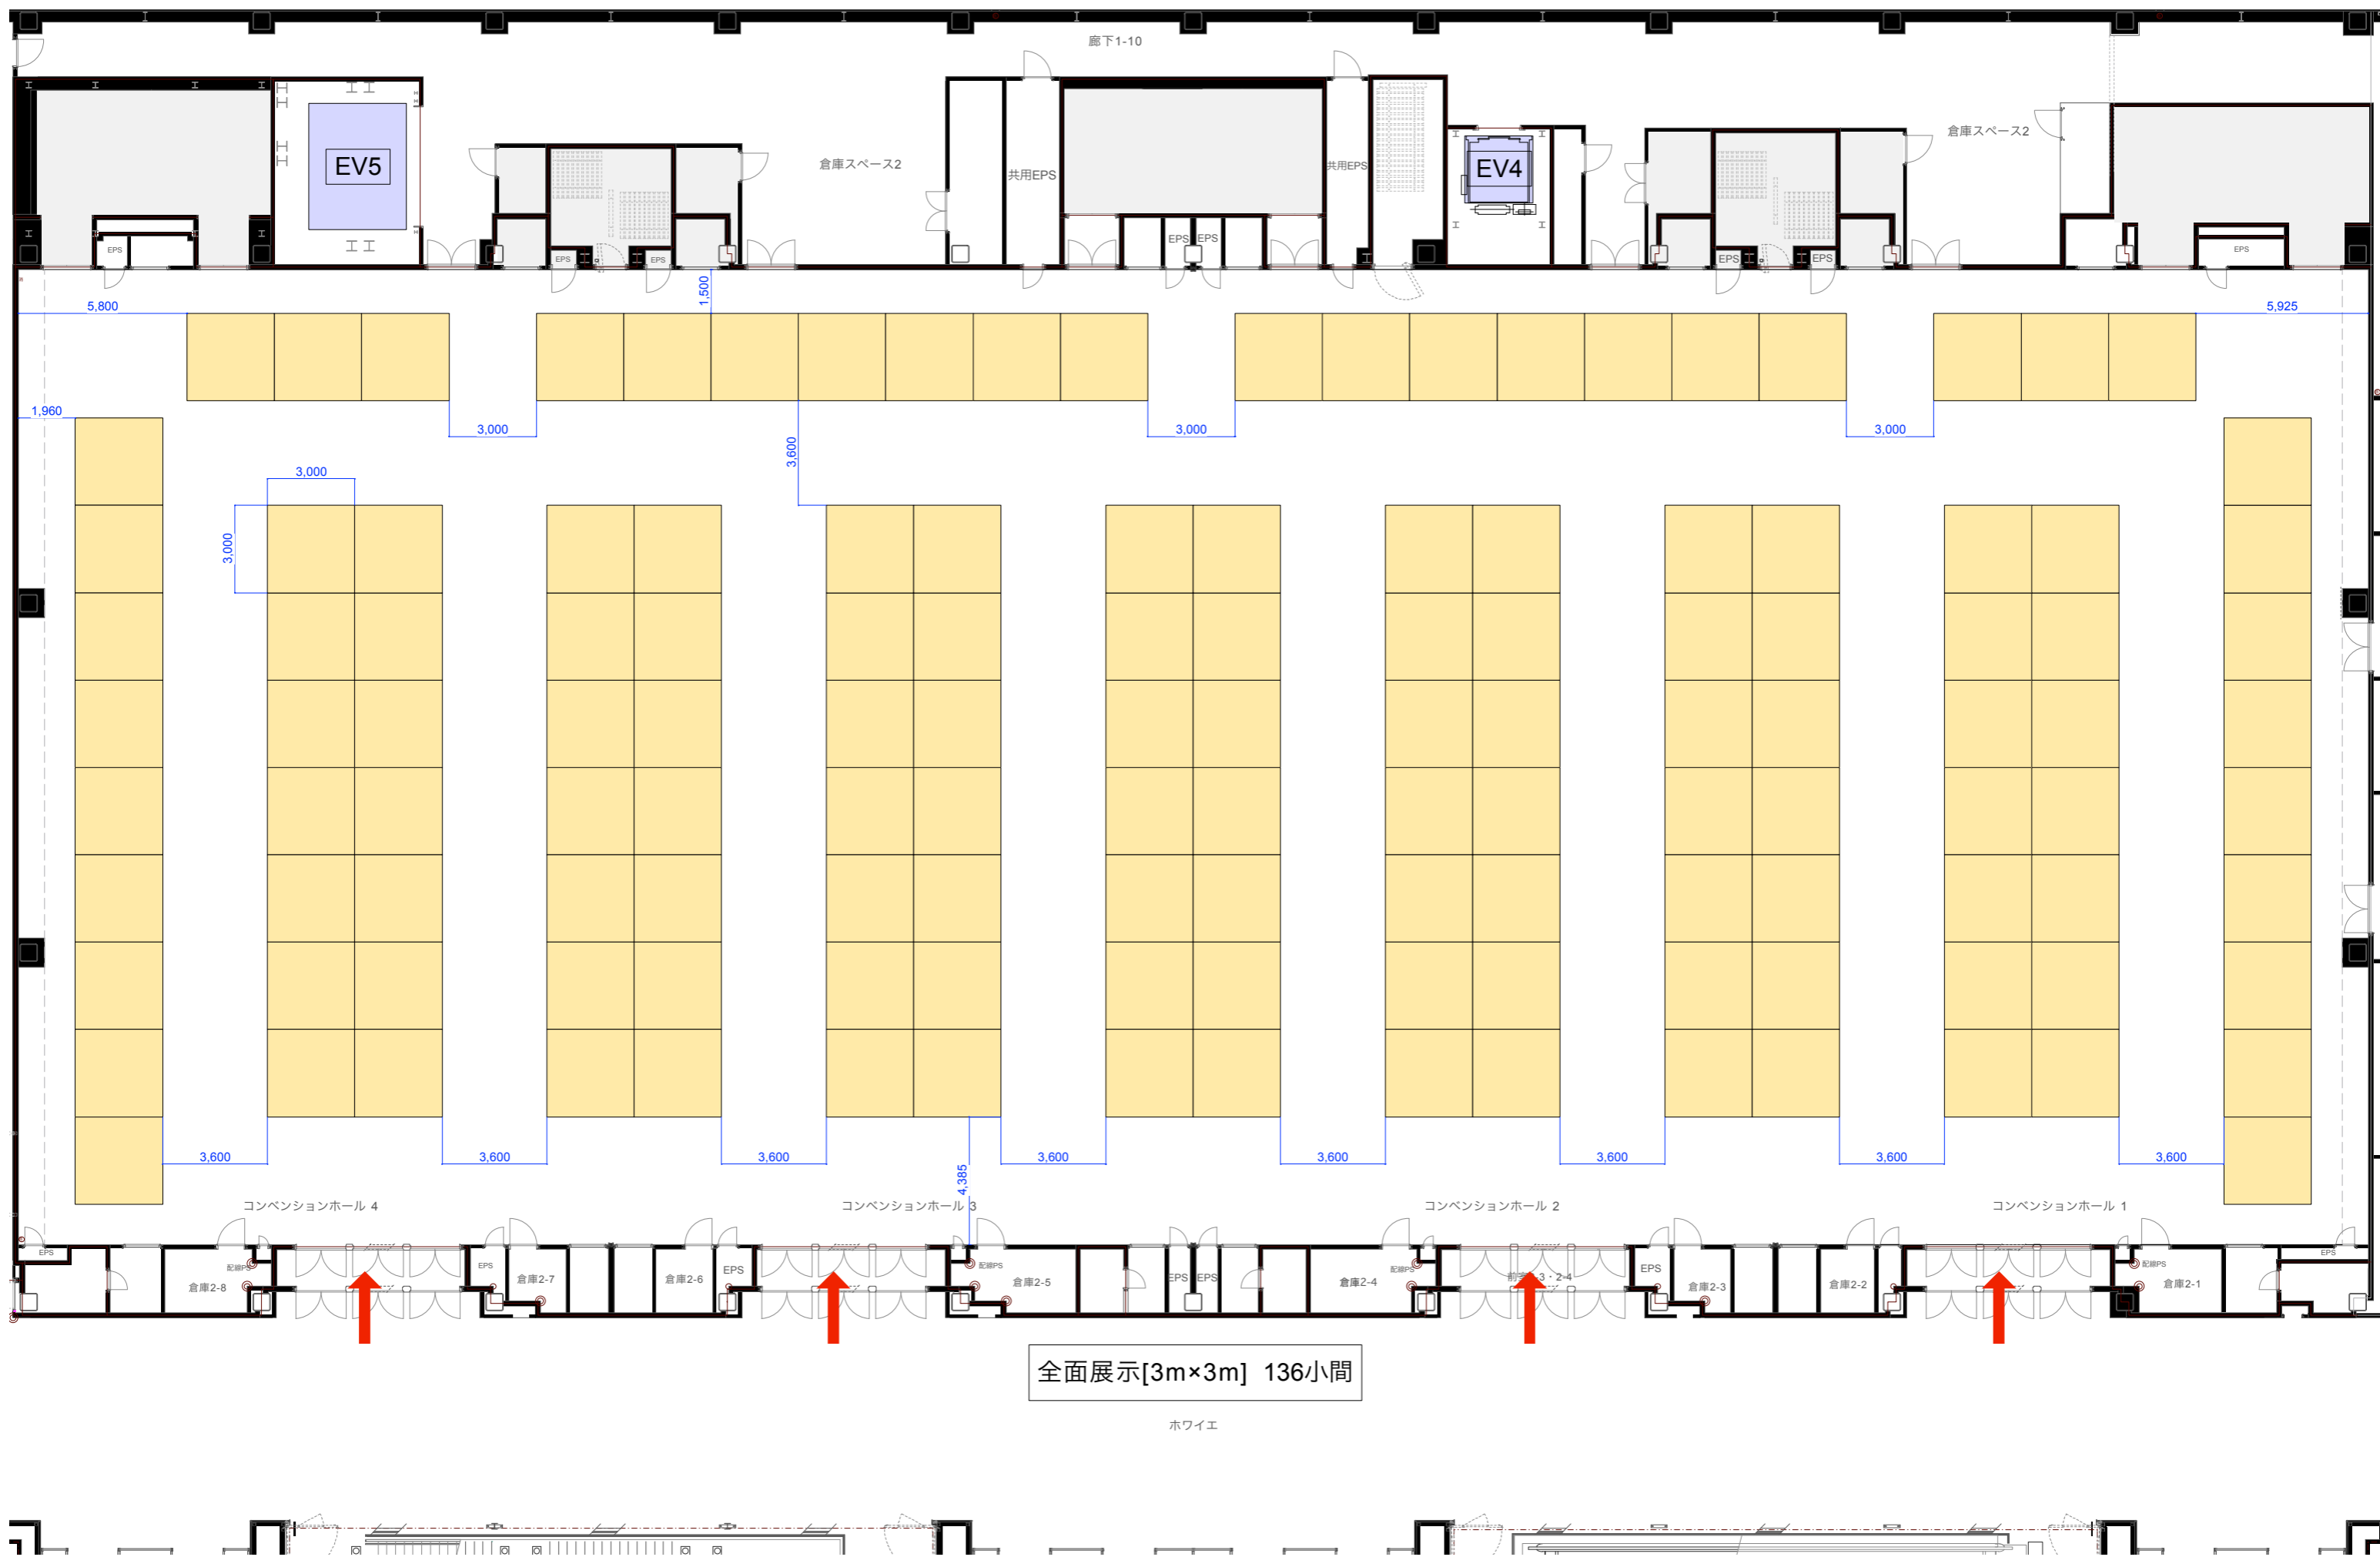 廊下1-10
EV5
EPS
EPS
EPS
倉庫スペース2
共用EPS
EPS
EPS
共用EPS
EV4
EPS
EPS
倉庫スペース2
EPS
5,800
1,500
5,925
1,960
3,000
3,600
3,000
3,000
3,000
3,000
3,600
3,600
3,600
3,600
3,600
3,600
3,600
3,600
4,385
コンベンションホール 4
コンベンションホール 3
コンベンションホール 2
コンベンションホール 1
EPS
倉庫2-8
配線PS
EPS
倉庫2-7
倉庫2-6
EPS
配線PS
倉庫2-5
EPS
EPS
倉庫2-4
配線PS
EPS
倉庫2-3
倉庫2-2
EPS
配線PS
倉庫2-1
EPS
全面展示[3m×3m] 136小間
ホワイエ